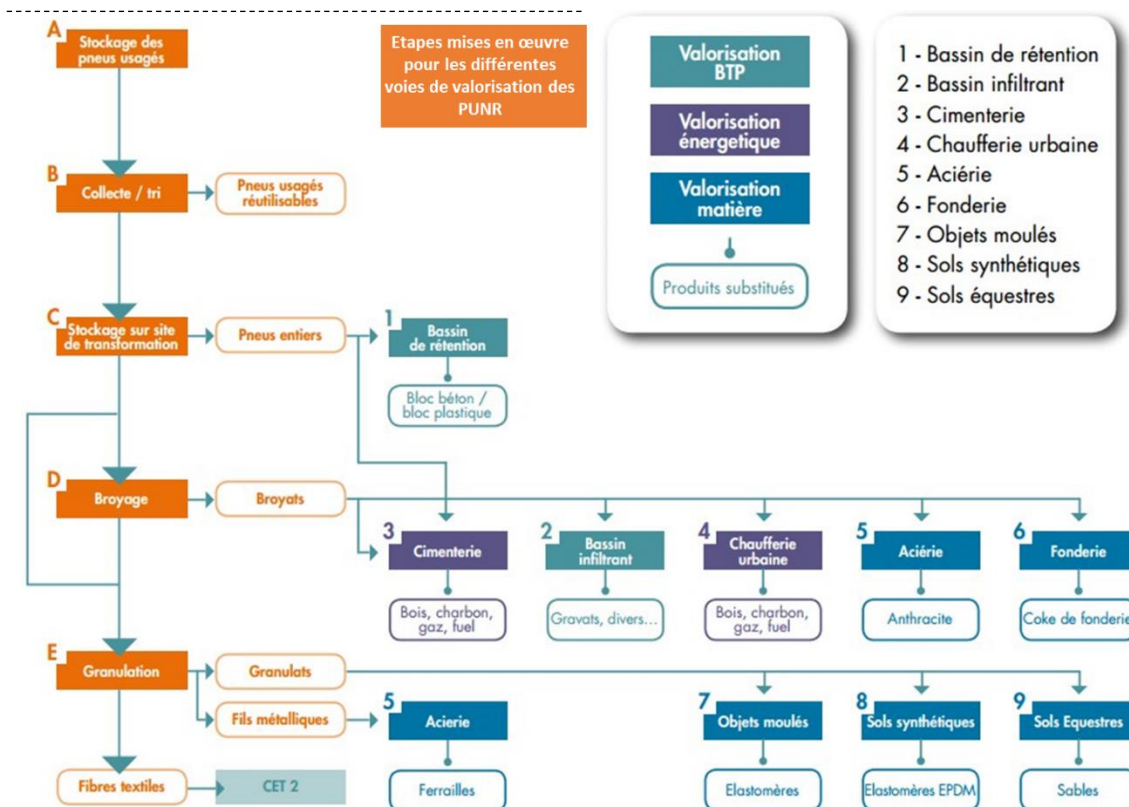 A
Stockage des
pneus usagés
Etapes mises en œuvre
pour les différentes
voies de valorisation des
PUNR
Valorisation
BTP
Valorisation
énergetique
Valorisation
matière
Produits substitués
1 - Bassin de rétention
2 - Bassin infiltrant
3 - Cimenterie
4 - Chaufferie urbaine
5 - Aciérie
6 - Fonderie
7 - Objets moulés
8 - Sols synthétiques
9 - Sols équestres
B
Collecte / tri
Pneus usagés
réutilisables
C
Stockage sur site
de transformation
Pneus entiers
1
Bassin
de rétention
Bloc béton /
bloc plastique
D
Broyage
Broyats
3
Cimenterie
2
Bassin
infiltrant
4
Chaufferie
urbaine
5
Aciérie
6
Fonderie
Bois, charbon,
gaz, fuel
Gravats, divers...
Bois, charbon,
gaz, fuel
Anthracite
Coke de fonderie
E
Granulation
Granulats
Fils métalliques
5
Acierie
7
Objets moulés
8
Sols synthétiques
9
Sols Equestres
Fibres textiles
CET 2
Ferrailles
Elastomères
Elastomères EPDM
Sables